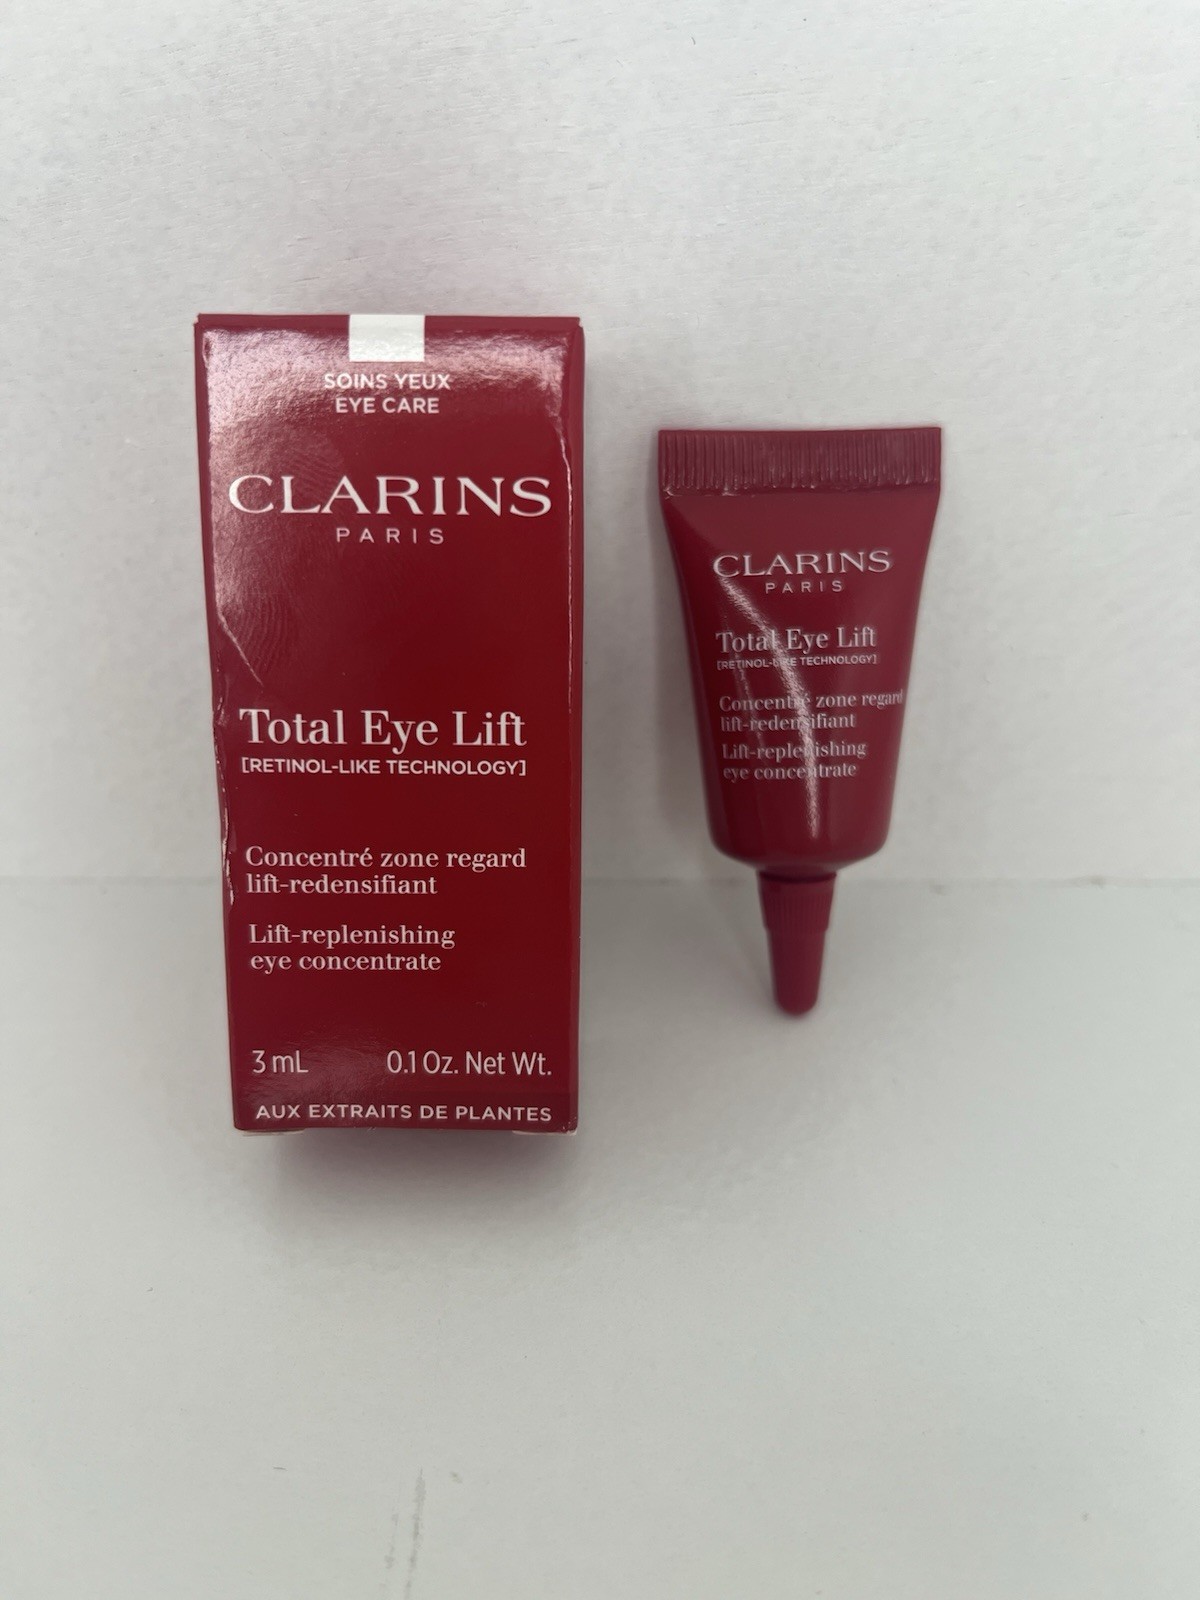 SOINS YEUX
EYE CARE
CLARINS
PARIS
Total Eye Lift
[RETINOL-LIKE TECHNOLOGY]
Concentré zone regard
lift-redensifiant
Lift-replenishing
eye concentrate
3 mL 0.1 Oz. Net Wt.
AUX EXTRAITS DE PLANTES
CLARINS
PARIS
Total Eye Lift
[RETINOL-LIKE TECHNOLOGY]
Concentré zone regard
lift-redensifiant
Lift-replenishing
eye concentrate